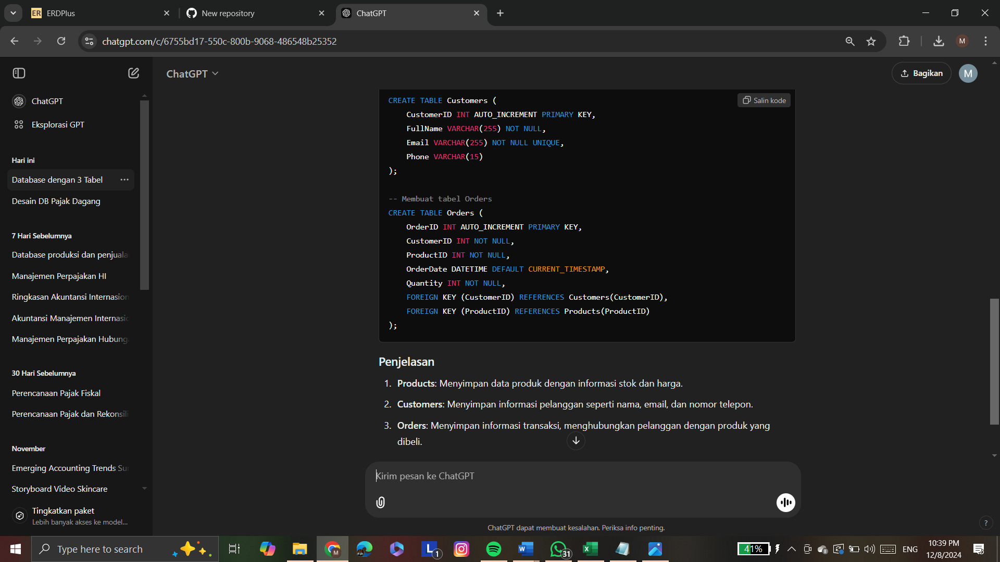 ERDPlus
New repository
ChatGPT
chatgpt.com/c/6755bd17-550c-800b-9068-486548b25352
M
ChatGPT
Bagikan
M
ChatGPT
Eksplorasi GPT
Hari ini
Database dengan 3 Tabel
Desain DB Pajak Dagang
7 Hari Sebelumnya
Database produksi dan penjuala
Manajemen Perpajakan HI
Ringkasan Akuntansi Internasion
Akuntansi Manajemen Internasic
Manajemen Perpajakan Hubung
30 Hari Sebelumnya
Perencanaan Pajak Fiskal
Perencanaan Pajak dan Rekonsili
November
Emerging Accounting Trends Sur
Storyboard Video Skincare
Tingkatkan paket
Lebih banyak akses ke model...
CREATE TABLE Customers (
Salin kode
CustomerID INT AUTO_INCREMENT PRIMARY KEY,
FullName VARCHAR(255) NOT NULL,
Email VARCHAR(255) NOT NULL UNIQUE,
Phone VARCHAR(15)
);
-- Membuat tabel Orders
CREATE TABLE Orders (
OrderID INT AUTO_INCREMENT PRIMARY KEY,
CustomerID INT NOT NULL,
ProductID INT NOT NULL,
OrderDate DATETIME DEFAULT CURRENT_TIMESTAMP,
Quantity INT NOT NULL,
FOREIGN KEY (CustomerID) REFERENCES Customers(CustomerID),
FOREIGN KEY (ProductID) REFERENCES Products(ProductID)
);
Penjelasan
1. Products: Menyimpan data produk dengan informasi stok dan harga.
2. Customers: Menyimpan informasi pelanggan seperti nama, email, dan nomor telepon.
3. Orders: Menyimpan informasi transaksi, menghubungkan pelanggan dengan produk yang
dibeli.
Kirim pesan ke ChatGPT
ChatGPT dapat membuat kesalahan. Periksa info penting.
?
Type here to search
1
31
41%
ENG
10:39 PM
12/8/2024